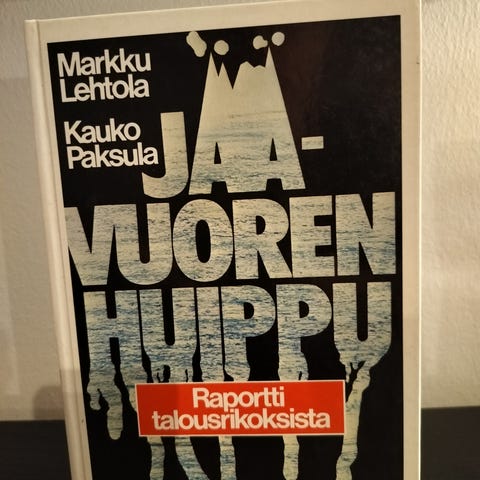 Markku
Lehtola
Kauko
Paksula
JÄÄ-
VUOREN
HUIPPU
Raportti
talousrikoksista